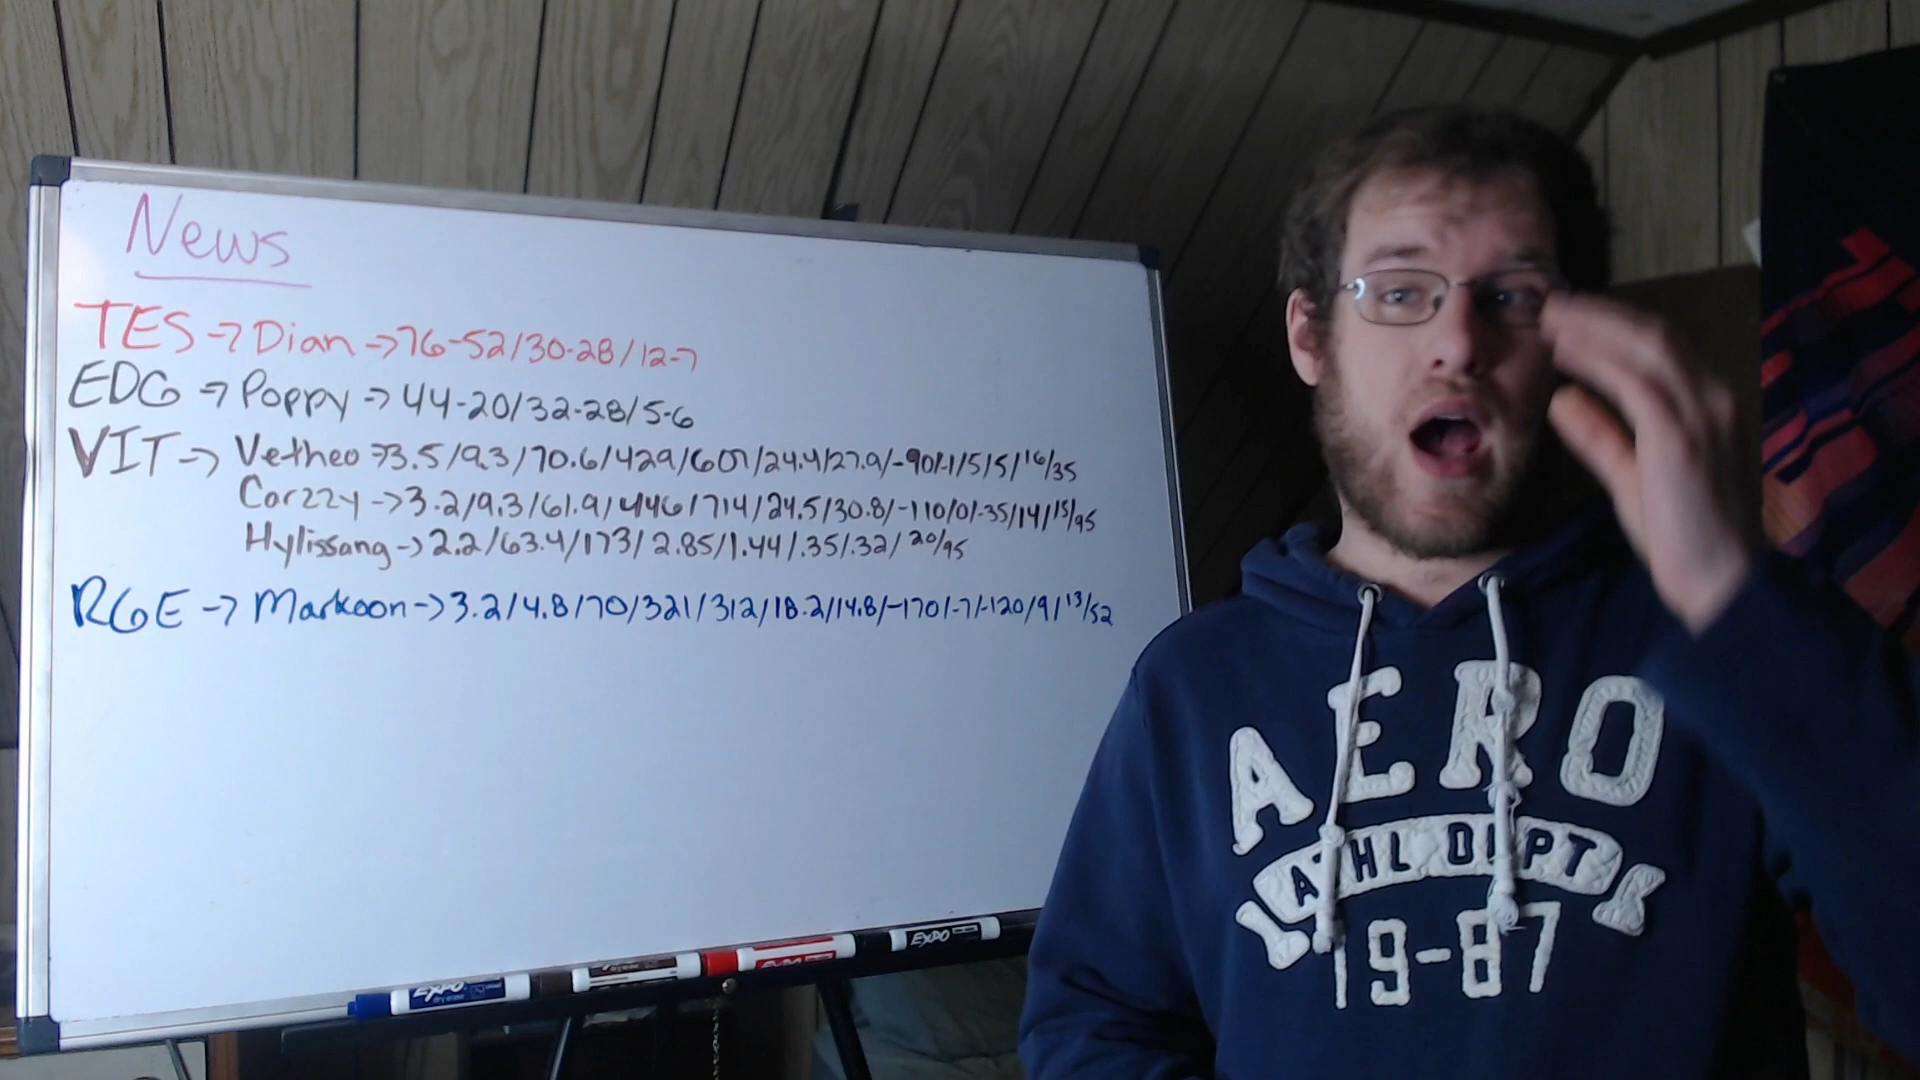 News
TES -> Dian -> 76-52/30-28/12-7
EDG -> Poppy -> 44-20/32-28/5-6
VIT -> Vetheo -> 3.5/9.3/70.6/429/607/24.4/27.9/-90/-1/5/5/16/35
Carzzy -> 3.2/9.3/61.9/446/714/24.5/30.8/-110/0/-35/14/15/95
Hylissang -> 2.2/63.4/173/2.85/1.44/.35/.32/20/95
RGE -> Markoon -> 3.2/4.8/70/321/312/18.2/14.8/-170/-7/-120/9/13/52
AERO
ATHL DEPT
19-87
EXPO
EXPO